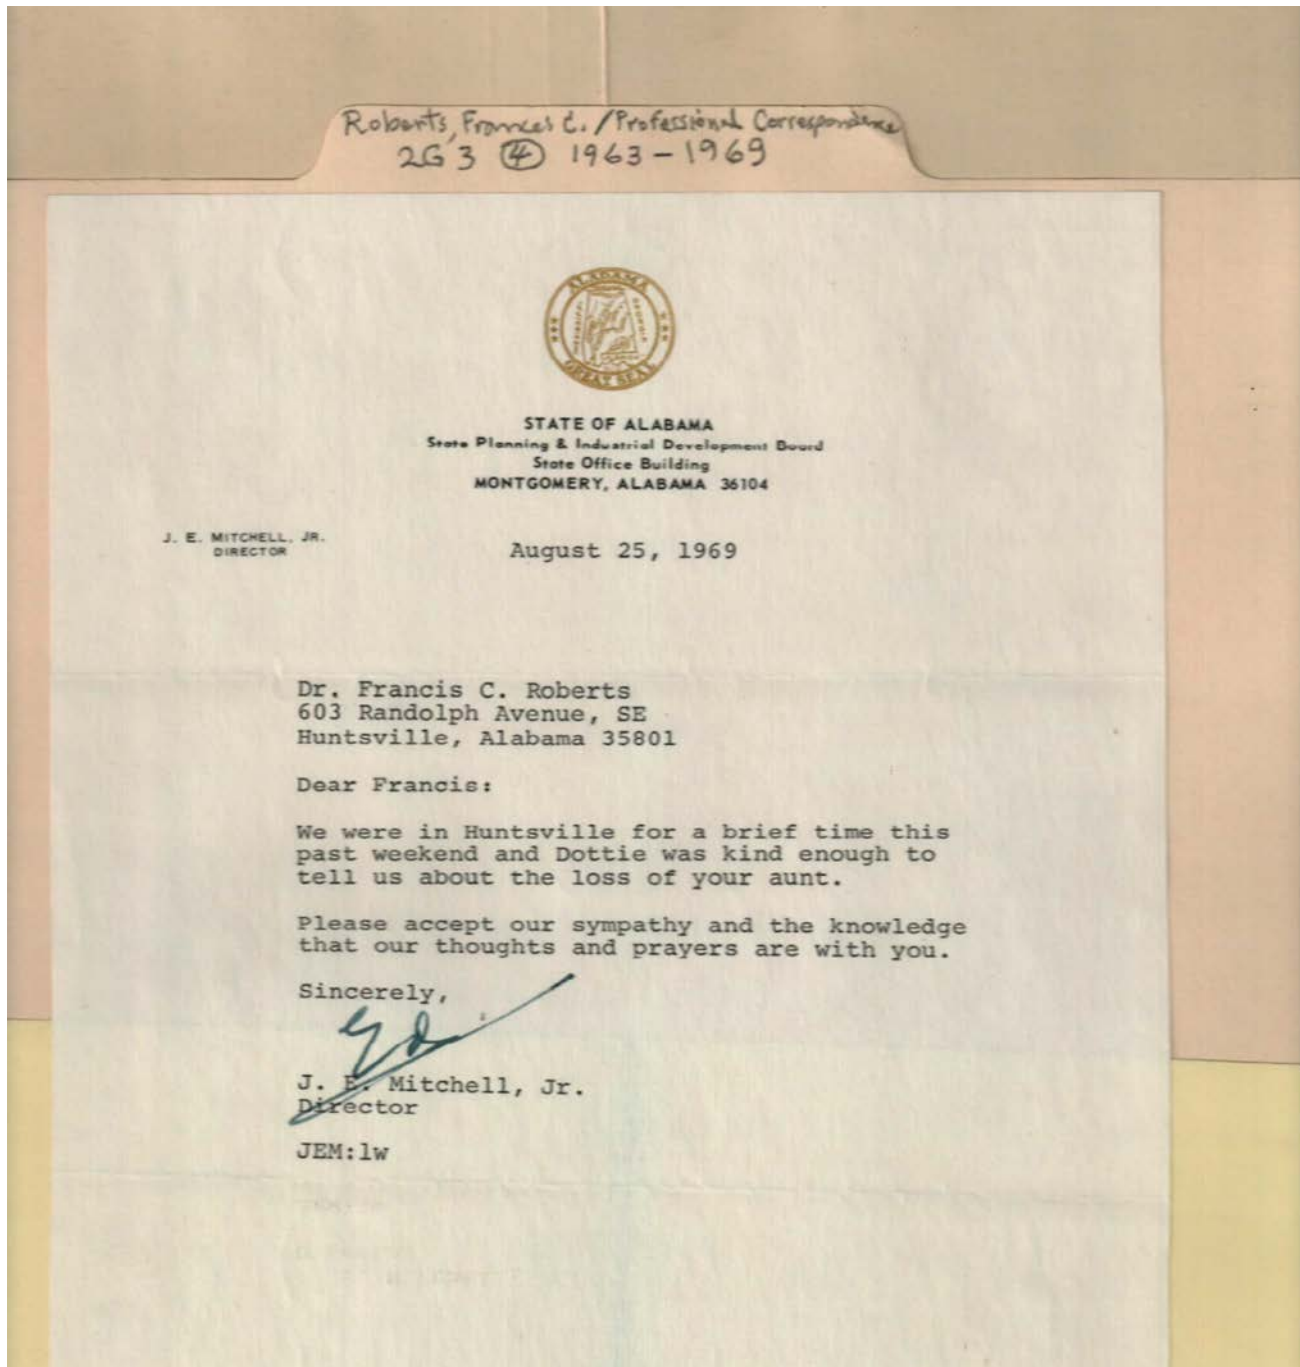 Roberts, Frances C. / Professional Correspondence
2G3 ④ 1963-1969
ALABAMA
GREAT SEAL
STATE OF ALABAMA
State Planning & Industrial Development Board
State Office Building
MONTGOMERY, ALABAMA 36104
J. E. MITCHELL, JR.
DIRECTOR
August 25, 1969
Dr. Francis C. Roberts
603 Randolph Avenue, SE
Huntsville, Alabama 35801
Dear Francis:
We were in Huntsville for a brief time this
past weekend and Dottie was kind enough to
tell us about the loss of your aunt.
Please accept our sympathy and the knowledge
that our thoughts and prayers are with you.
Sincerely,
Ed
J. E. Mitchell, Jr.
Director
JEM:lw